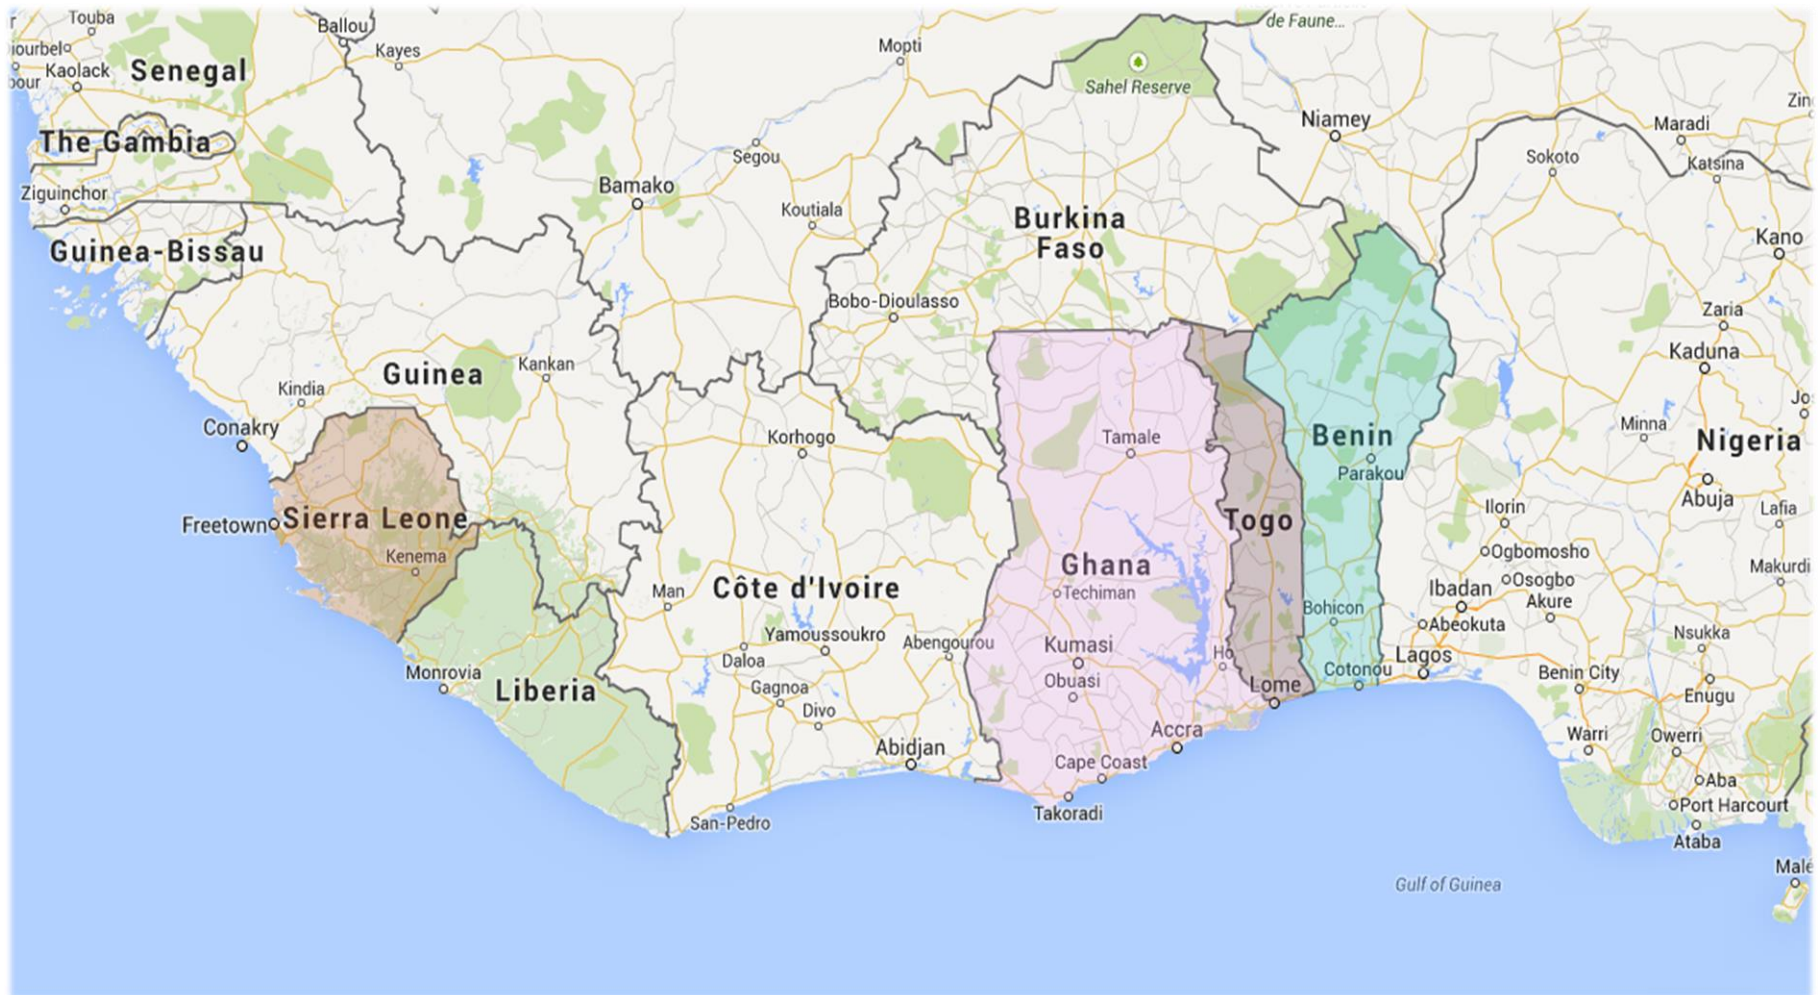 Touba
Ballou
Kayes
Mopti
de Faune...
Kaolack
Senegal
Sahel Reserve
Niamey
Maradi
The Gambia
Segou
Sokoto
Katsina
Ziguinchor
Bamako
Koutiala
Burkina
Faso
Kano
Guinea-Bissau
Bobo-Dioulasso
Zaria
Kaduna
Guinea
Kankan
Kindia
Conakry
Korhogo
Tamale
Benin
Parakou
Minna
Nigeria
Abuja
Freetown
Sierra Leone
Togo
Ilorin
Lafia
Kenema
Ghana
Ogbomosho
Makurdi
Man
Côte d'Ivoire
Techiman
Bohicon
Ibadan
Osogbo
Akure
Abeokuta
Yamoussoukro
Abengourou
Kumasi
Ho
Nsukka
Daloa
Lagos
Monrovia
Liberia
Gagnoa
Obuasi
Lome
Cotonou
Benin City
Enugu
Divo
Accra
Warri
Owerri
Abidjan
Cape Coast
Aba
San-Pedro
Takoradi
Port Harcourt
Ataba
Gulf of Guinea